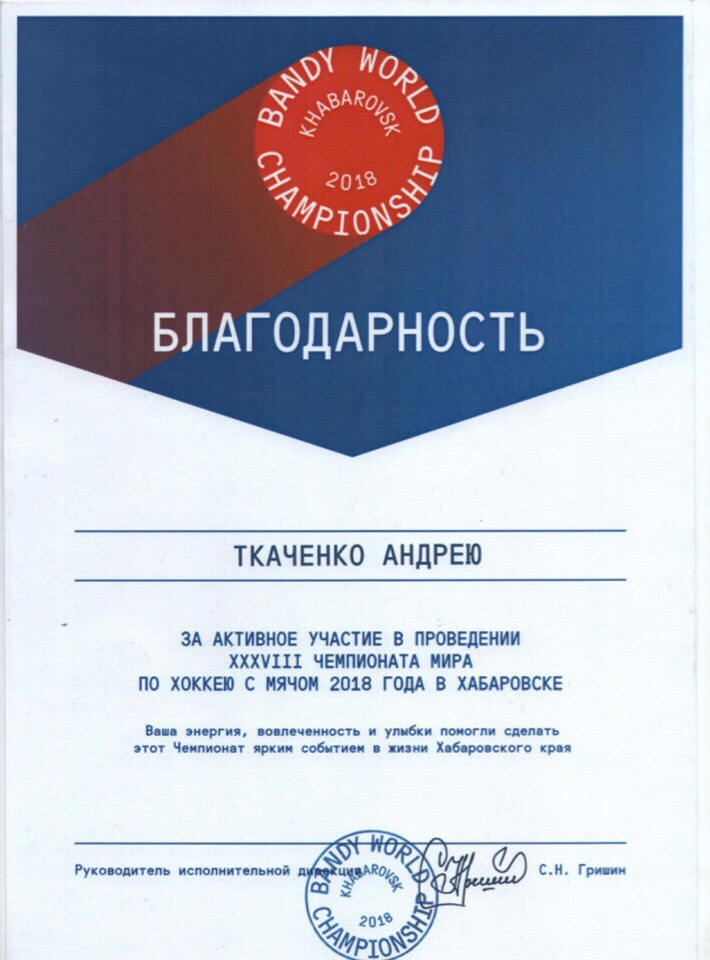 BANDY WORLD CHAMPIONSHIP
KHABAROVSK
2018
БЛАГОДАРНОСТЬ
ТКАЧЕНКО АНДРЕЮ
ЗА АКТИВНОЕ УЧАСТИЕ В ПРОВЕДЕНИИ
XXXVIII ЧЕМПИОНАТА МИРА
ПО ХОККЕЮ С МЯЧОМ 2018 ГОДА В ХАБАРОВСКЕ
Ваша энергия, вовлеченность и улыбки помогли сделать
этот Чемпионат ярким событием в жизни Хабаровского края
Руководитель исполнительной дирекции С.Н. Гришин
BANDY WORLD CHAMPIONSHIP
KHABAROVSK
2018